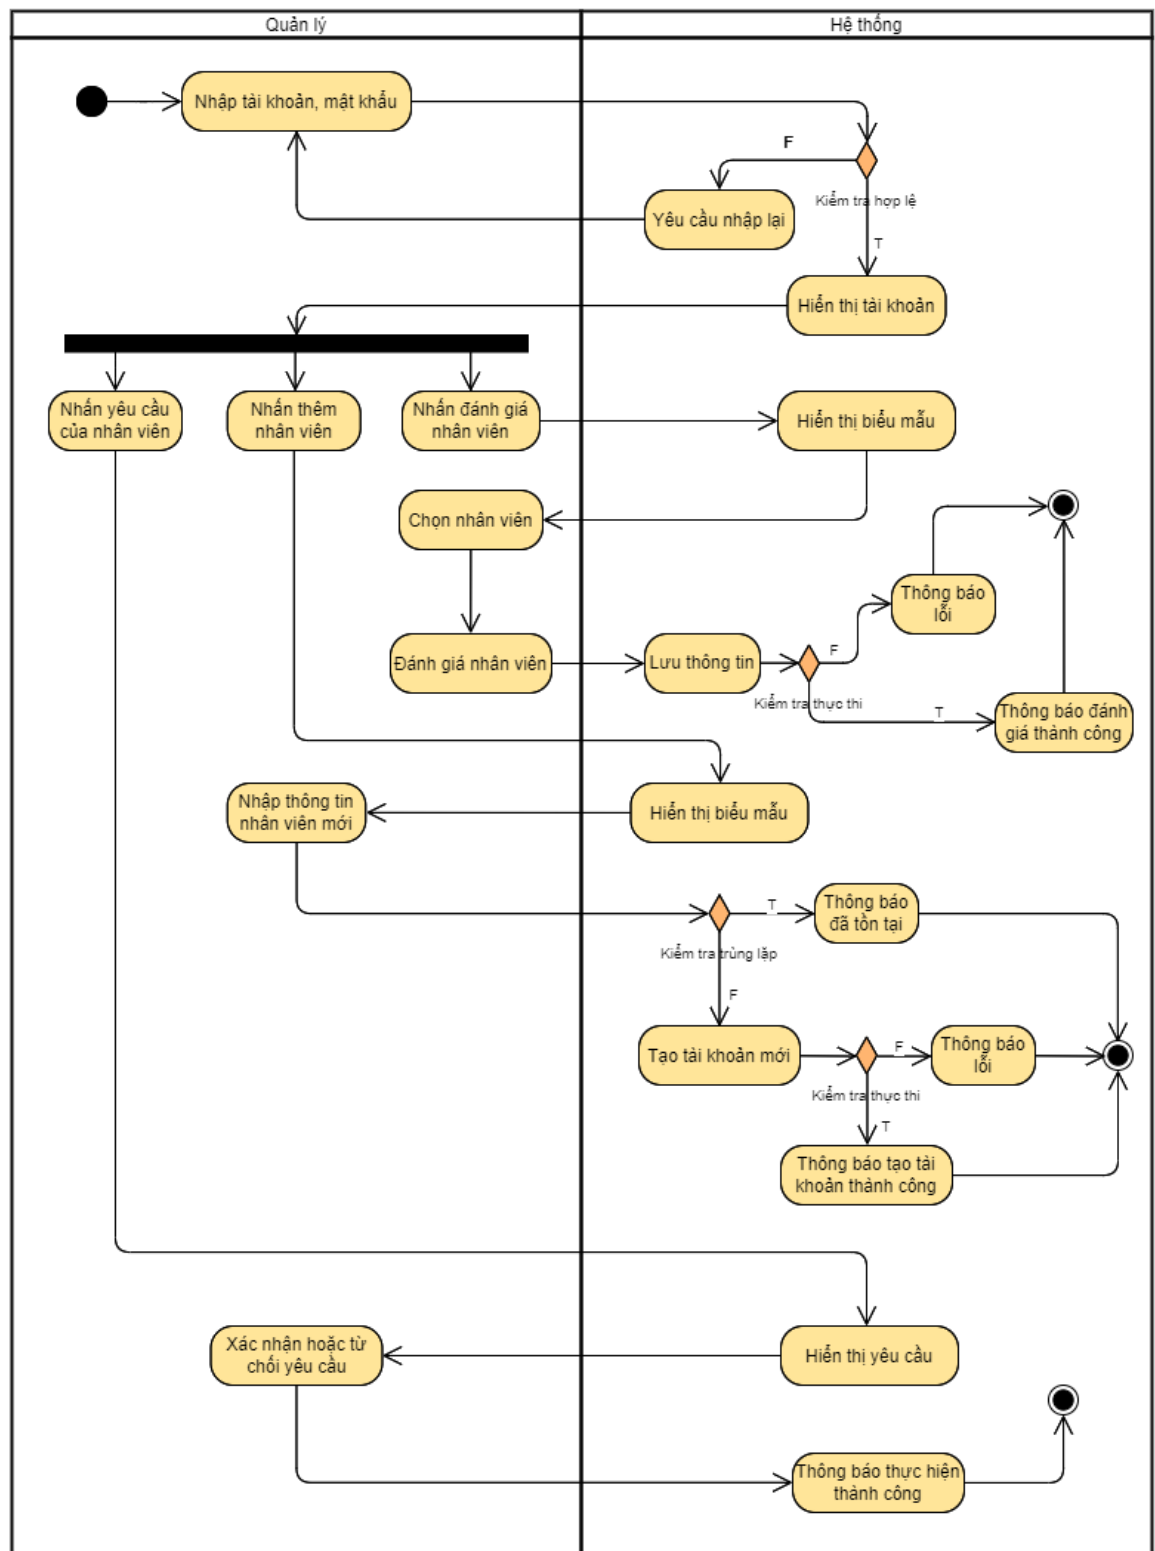 Quản lý
Hệ thống
Nhập tài khoản, mật khẩu
F
Kiểm tra hợp lệ
Yêu cầu nhập lại
T
Hiển thị tài khoản
Nhấn yêu cầu
của nhân viên
Nhấn thêm
nhân viên
Nhấn đánh giá
nhân viên
Hiển thị biểu mẫu
Chọn nhân viên
Thông báo
lỗi
Đánh giá nhân viên
Lưu thông tin
F
Kiểm tra thực thi
T
Thông báo đánh
giá thành công
Nhập thông tin
nhân viên mới
Hiển thị biểu mẫu
T
Thông báo
đã tồn tại
Kiểm tra trùng lặp
F
Tạo tài khoản mới
F
Thông báo
lỗi
Kiểm tra thực thi
T
Thông báo tạo tài
khoản thành công
Xác nhận hoặc từ
chối yêu cầu
Hiển thị yêu cầu
Thông báo thực hiện
thành công